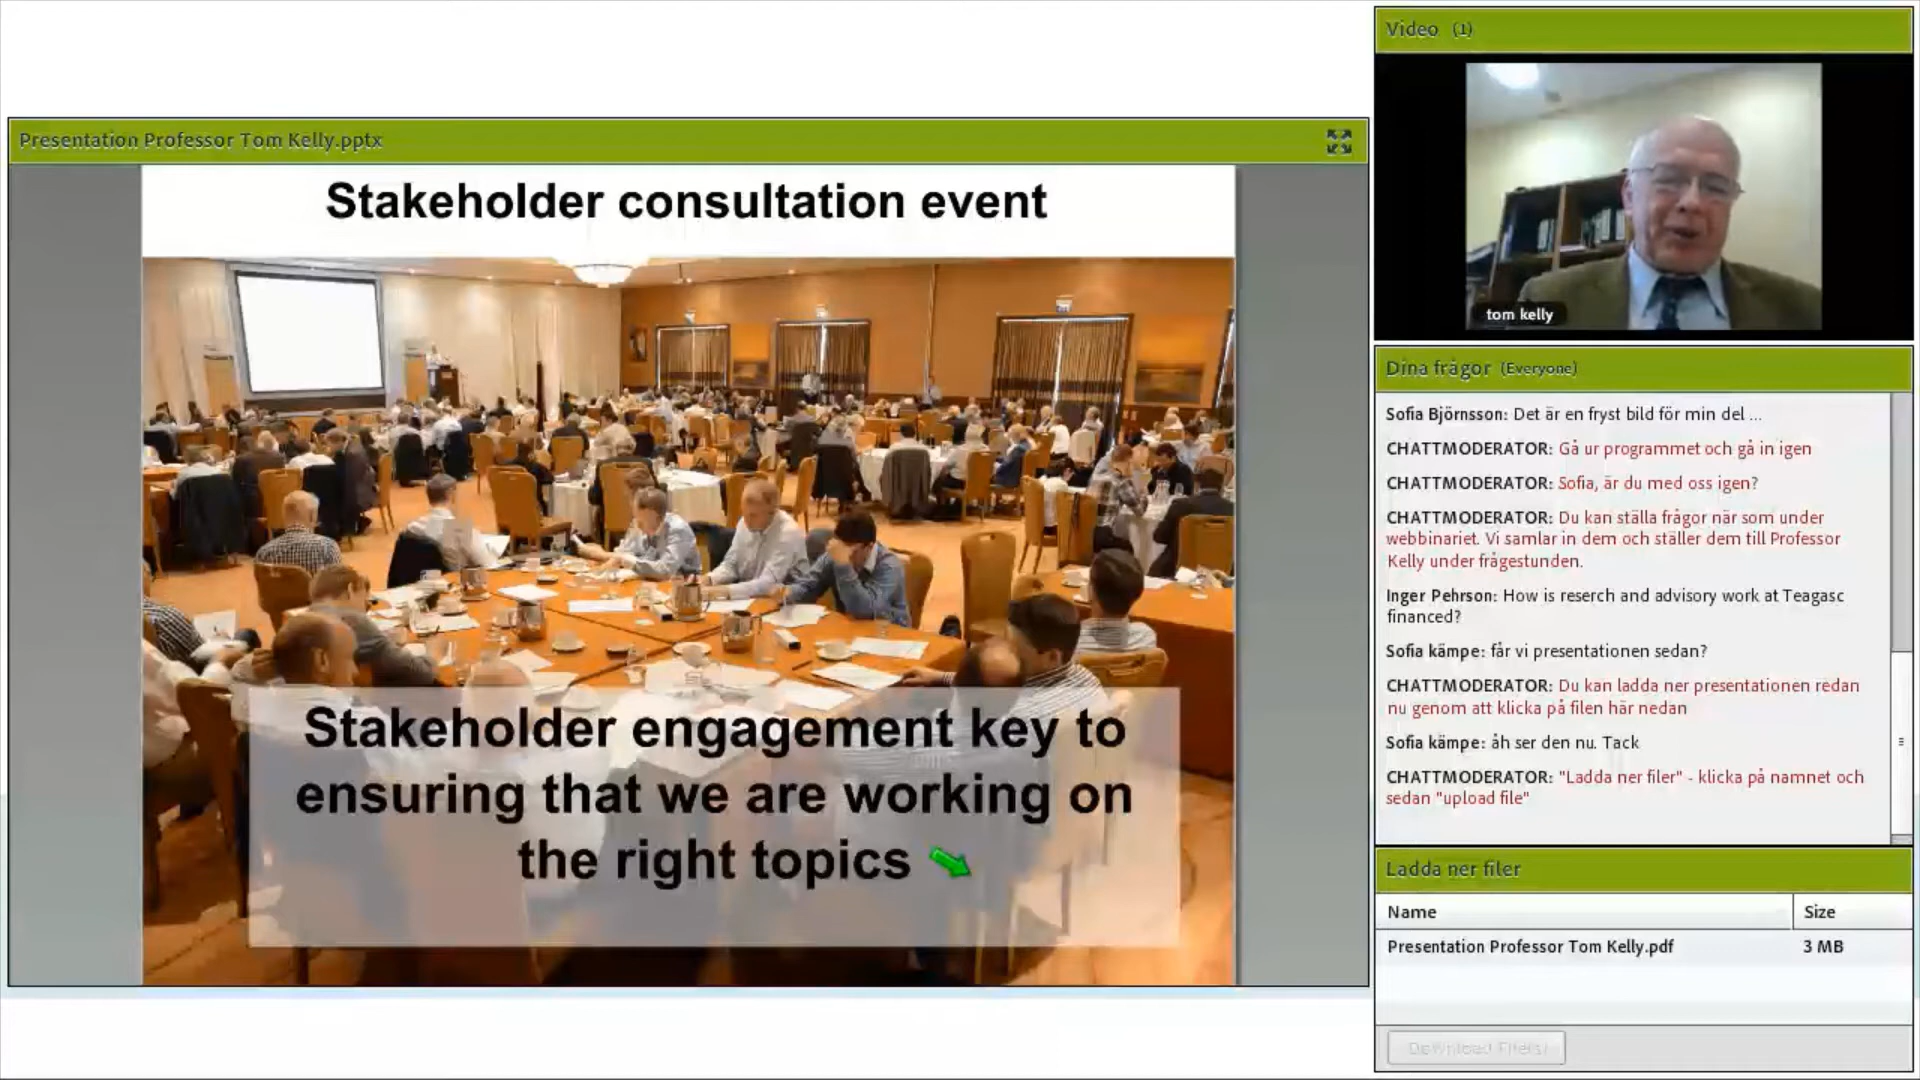 Presentation Professor Tom Kelly.pptx
Stakeholder consultation event
Stakeholder engagement key to
ensuring that we are working on
the right topics
Video (1)
tom kelly
Dina frågor (Everyone)
Sofia Björnsson: Det är en fryst bild för min del ...
CHATTMODERATOR: Gå ur programmet och gå in igen
CHATTMODERATOR: Sofia, är du med oss igen?
CHATTMODERATOR: Du kan ställa frågor när som under
webbinariet. Vi samlar in dem och ställer dem till Professor
Kelly under frågestunden.
Inger Pehrson: How is reserch and advisory work at Teagasc
financed?
Sofia kämpe: får vi presentationen sedan?
CHATTMODERATOR: Du kan ladda ner presentationen redan
nu genom att klicka på filen här nedan
Sofia kämpe: åh ser den nu. Tack
CHATTMODERATOR: "Ladda ner filer" - klicka på namnet och
sedan "upload file"
Ladda ner filer
Name Size
Presentation Professor Tom Kelly.pdf 3 MB
Download File(s)